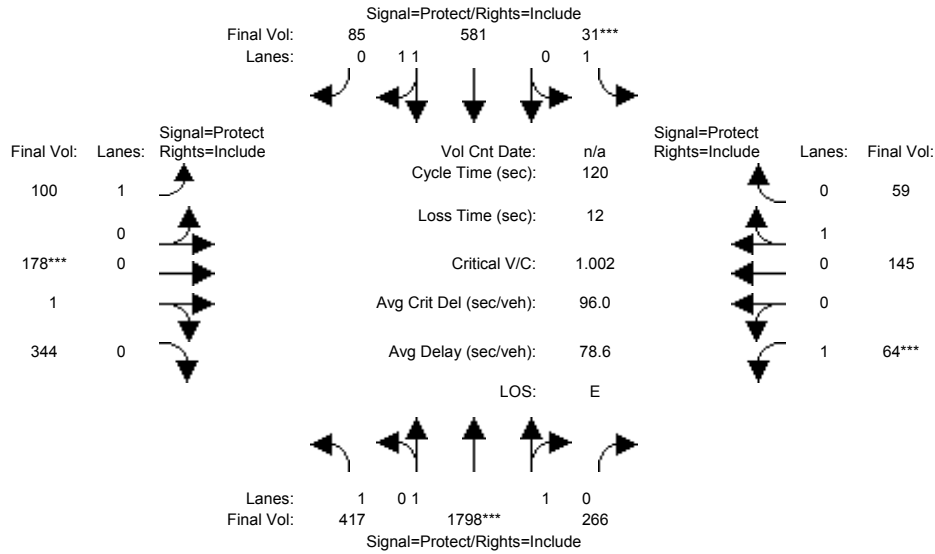 Signal=Protect/Rights=Include
Final Vol: 85 581 31***
Lanes: 0 1 1 0 1
Signal=Protect Signal=Protect
Final Vol: Lanes: Rights=Include Vol Cnt Date: n/a Rights=Include Lanes: Final Vol:
Cycle Time (sec): 120
100 1 0 59
Loss Time (sec): 12
0 1
178*** 0 Critical V/C: 1.002 0 145
1 0 Avg Crit Del (sec/veh): 96.0 0
344 0 Avg Delay (sec/veh): 78.6 1 64***
LOS: E
Lanes: 1 0 1 1 0
Final Vol: 417 1798*** 266
Signal=Protect/Rights=Include